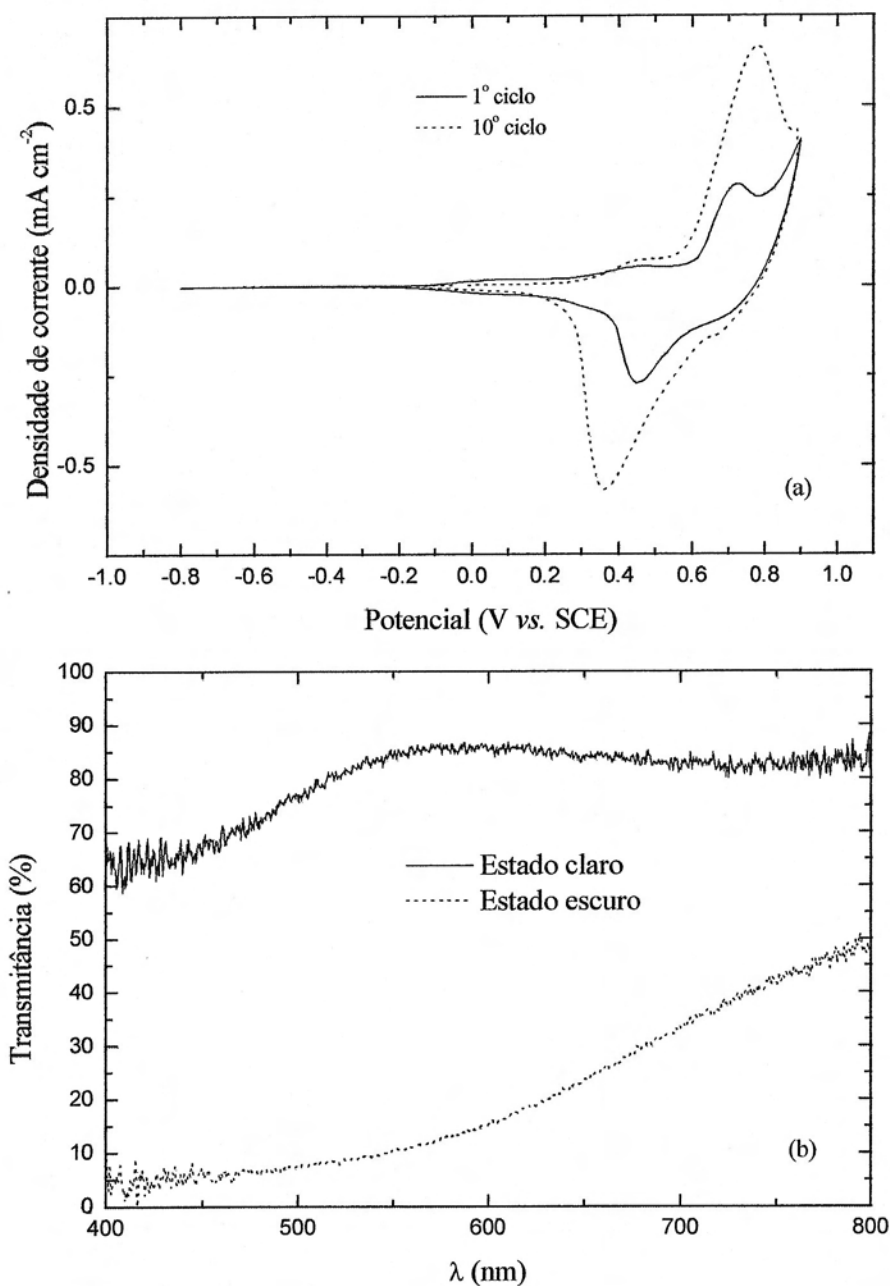 0.5
0.0
-0.5
Densidade de corrente (mA cm⁻²)
1° ciclo
10° ciclo
(a)
-1.0 -0.8 -0.6 -0.4 -0.2 0.0 0.2 0.4 0.6 0.8 1.0
Potencial (V vs. SCE)
100
90
80
70
60
50
40
30
20
10
0
Transmitância (%)
Estado claro
Estado escuro
(b)
400 500 600 700 800
λ (nm)